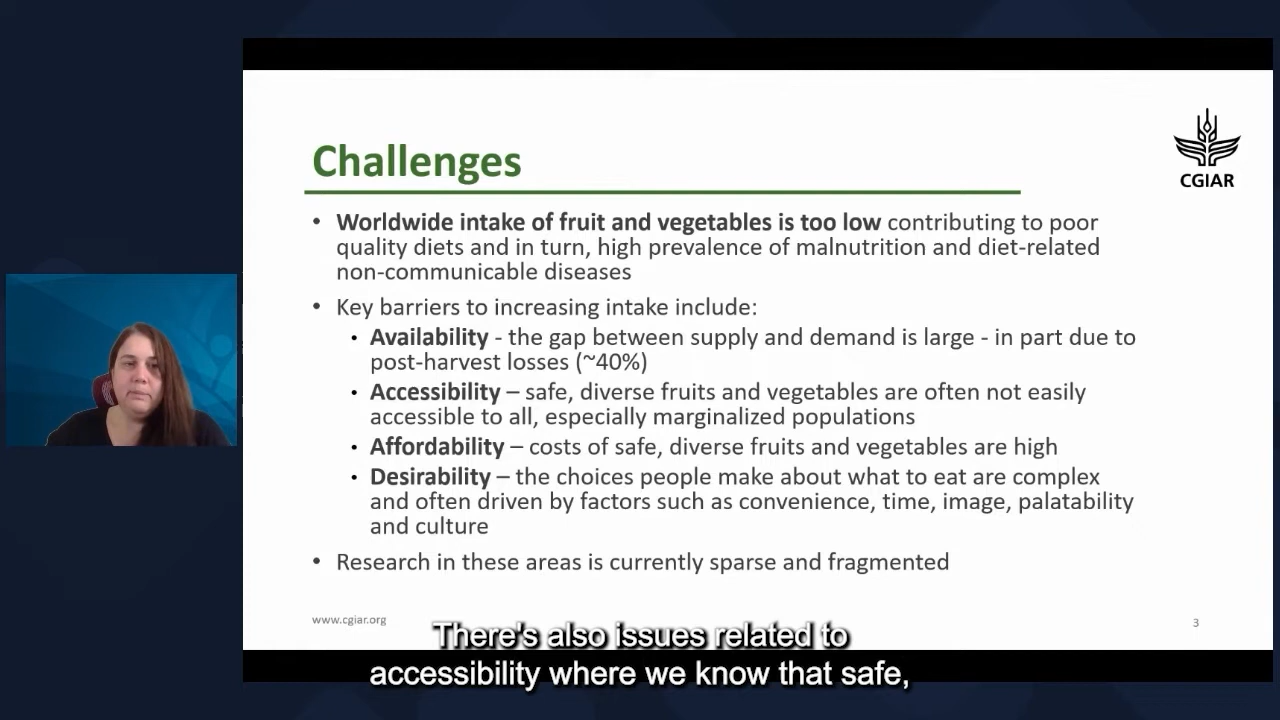 Challenges
CGIAR
• Worldwide intake of fruit and vegetables is too low contributing to poor
quality diets and in turn, high prevalence of malnutrition and diet-related
non-communicable diseases
• Key barriers to increasing intake include:
• Availability - the gap between supply and demand is large - in part due to
post-harvest losses (~40%)
• Accessibility – safe, diverse fruits and vegetables are often not easily
accessible to all, especially marginalized populations
• Affordability – costs of safe, diverse fruits and vegetables are high
• Desirability – the choices people make about what to eat are complex
and often driven by factors such as convenience, time, image, palatability
and culture
• Research in these areas is currently sparse and fragmented
www.cgiar.org
3
There's also issues related to
accessibility where we know that safe,